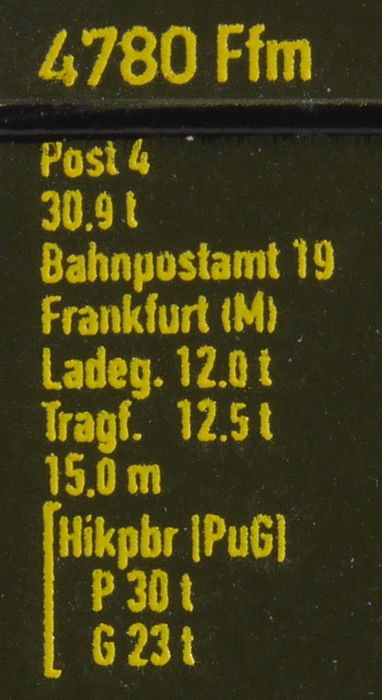 4780 Ffm
Post 4
30.9 t
Bahnpostamt 19
Frankfurt (M)
Ladeg. 12.0 t
Tragf. 12.5 t
15.0 m
Hikpbr (PuG)
P 30 t
G 23 t